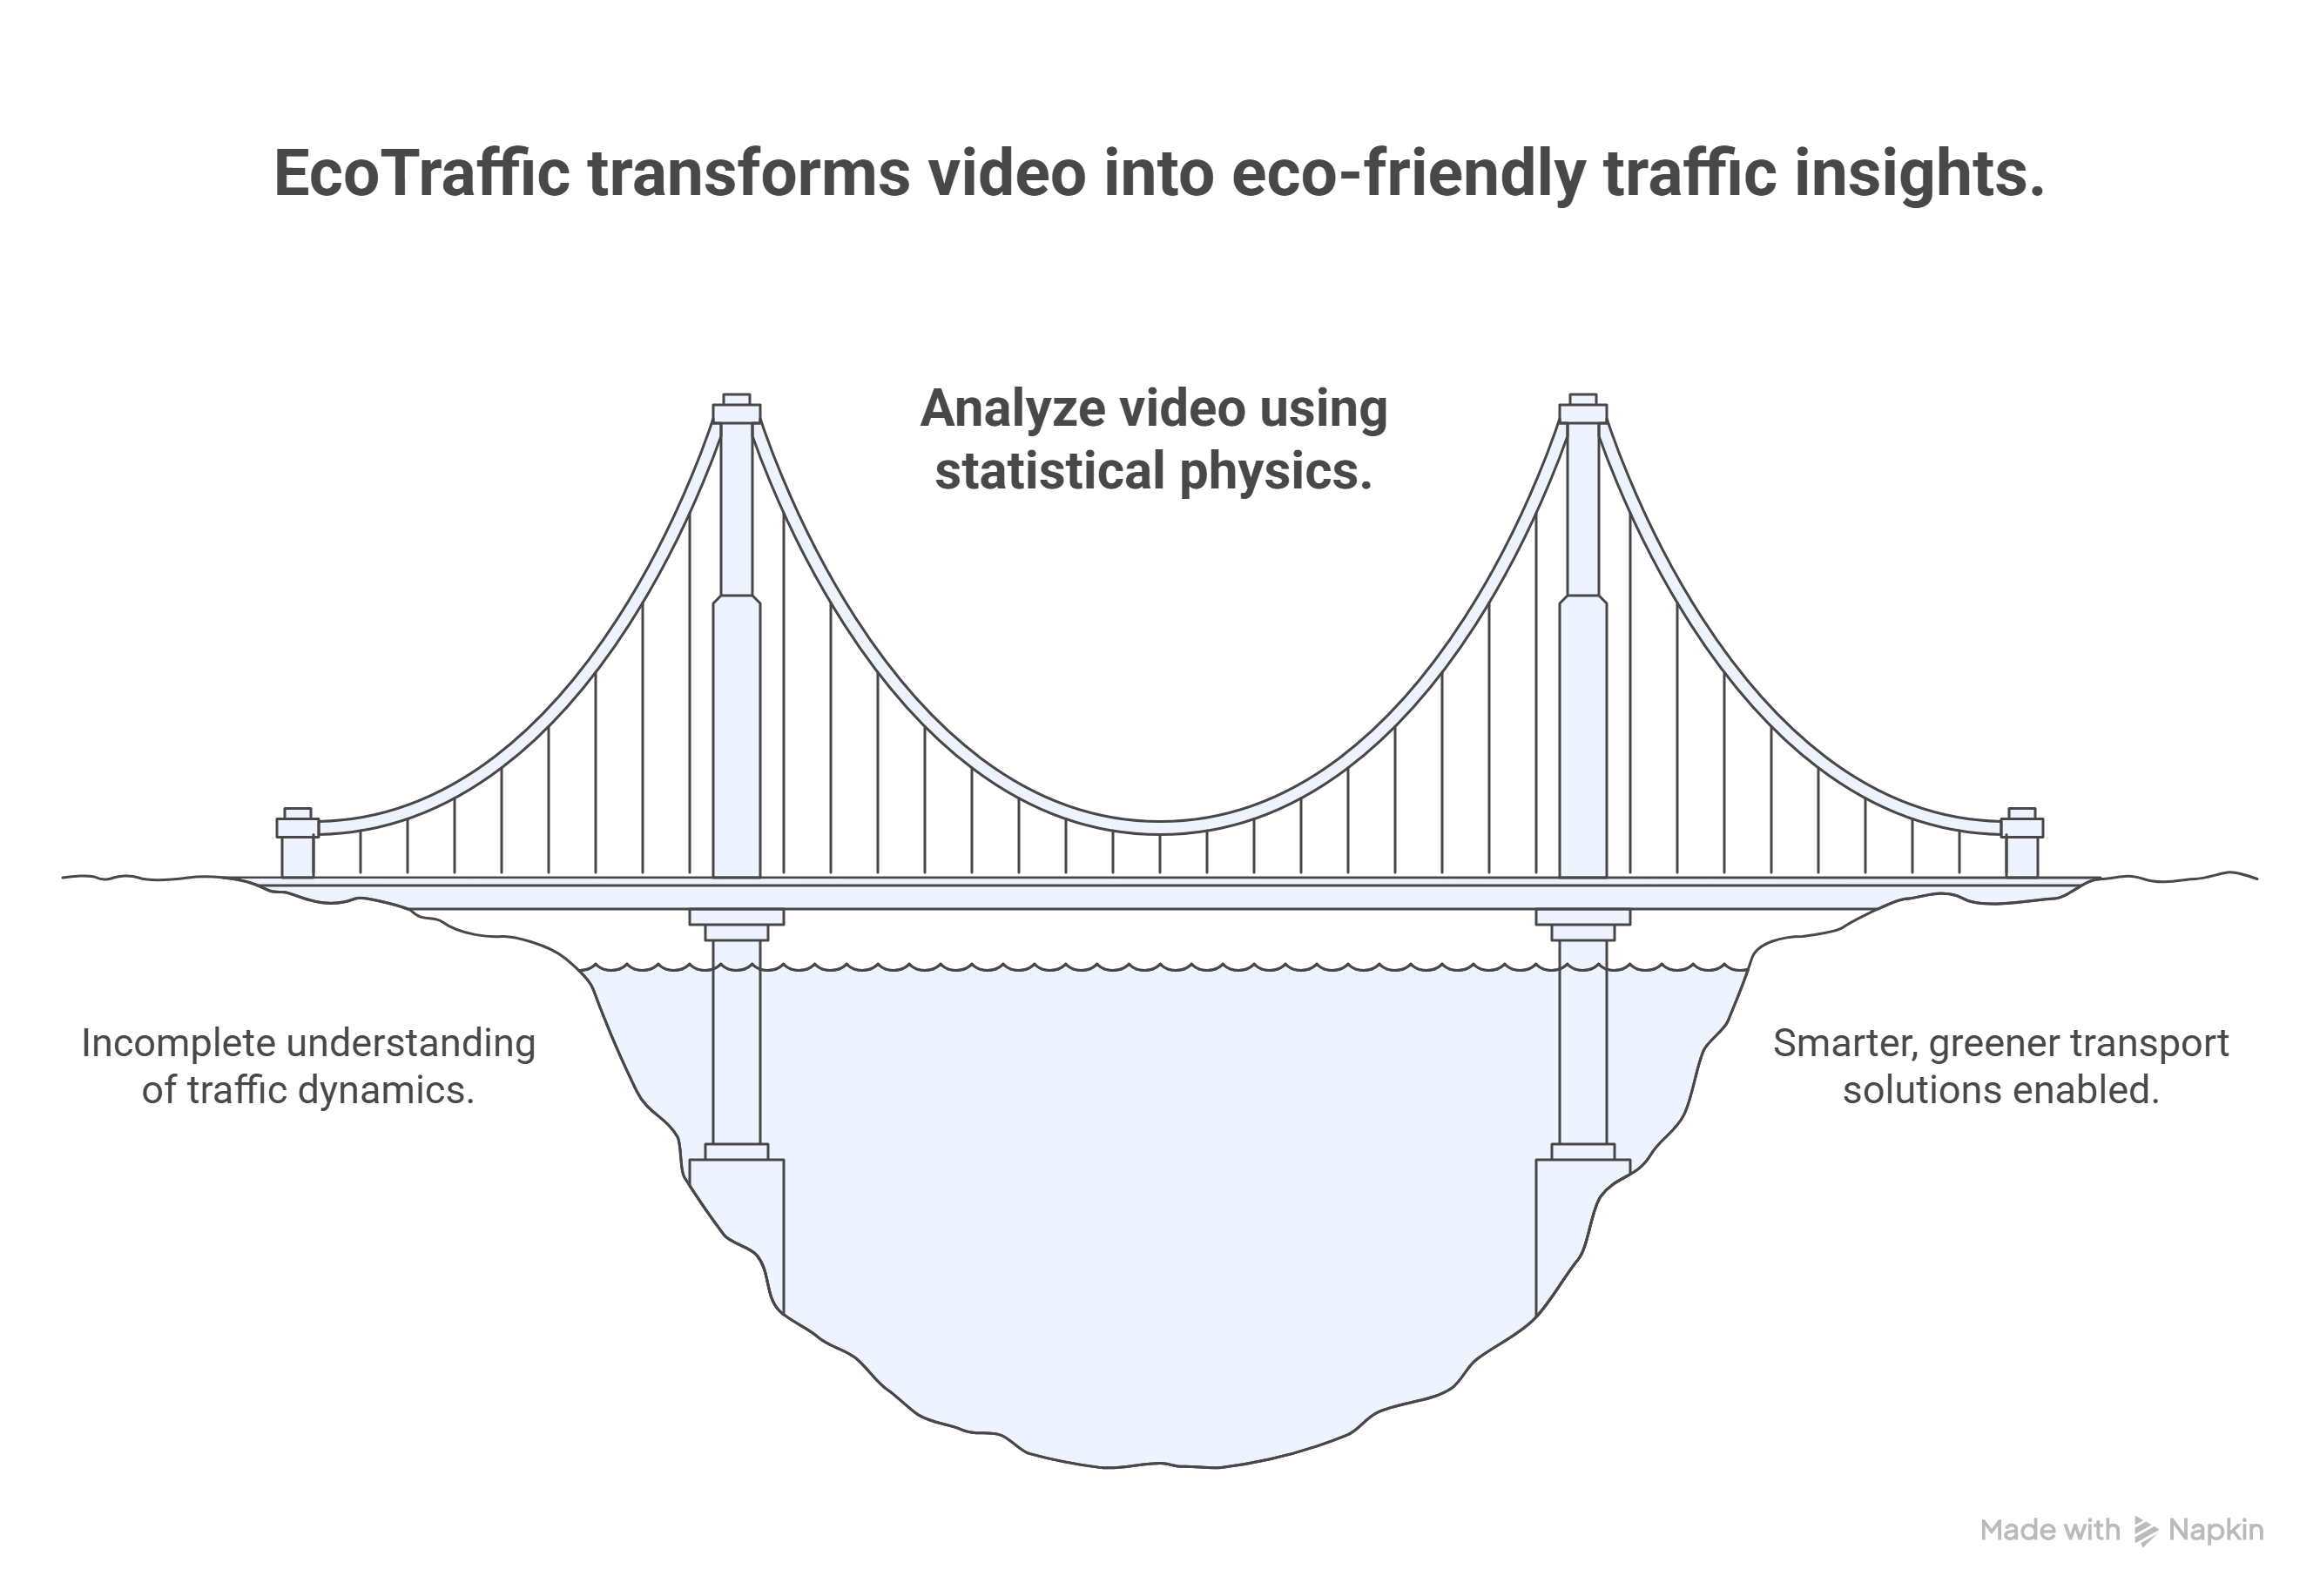 EcoTraffic transforms video into eco-friendly traffic insights.
Analyze video using
statistical physics.
Incomplete understanding
of traffic dynamics.
Smarter, greener transport
solutions enabled.
Made with Napkin